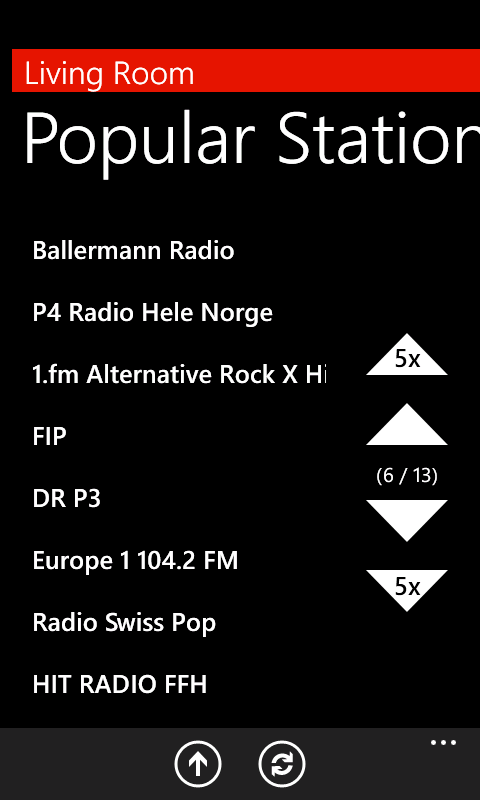 Living Room
Popular Station
Ballermann Radio
P4 Radio Hele Norge
1.fm Alternative Rock X Hi
FIP
DR P3
Europe 1 104.2 FM
Radio Swiss Pop
HIT RADIO FFH
5x
(6 / 13)
5x